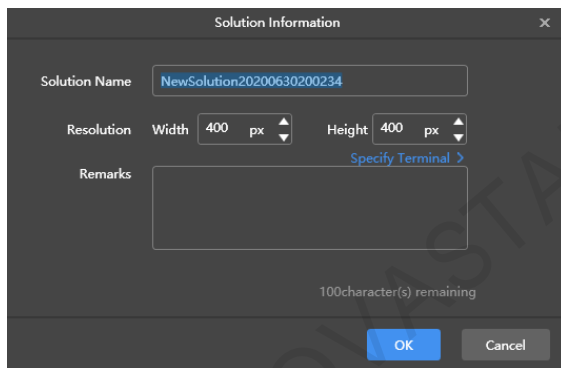 Solution Information
Solution Name NewSolution20200630200234
Resolution Width 400 px Height 400 px
Specify Terminal >
Remarks
100character(s) remaining
OK Cancel